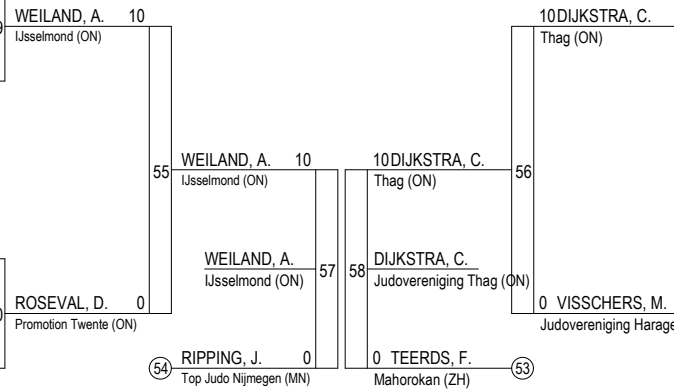 WEILAND, A. 10
IJsselmond (ON)
10 DIJKSTRA, C.
Thag (ON)
55
WEILAND, A. 10
IJsselmond (ON)
10 DIJKSTRA, C.
Thag (ON)
56
WEILAND, A.
IJsselmond (ON)
57
58
DIJKSTRA, C.
Judovereniging Thag (ON)
ROSEVAL, D. 0
Promotion Twente (ON)
0 VISSCHERS, M.
Judovereniging Harage
54
RIPPING, J. 0
Top Judo Nijmegen (MN)
0 TEERDS, F.
Mahorokan (ZH)
53